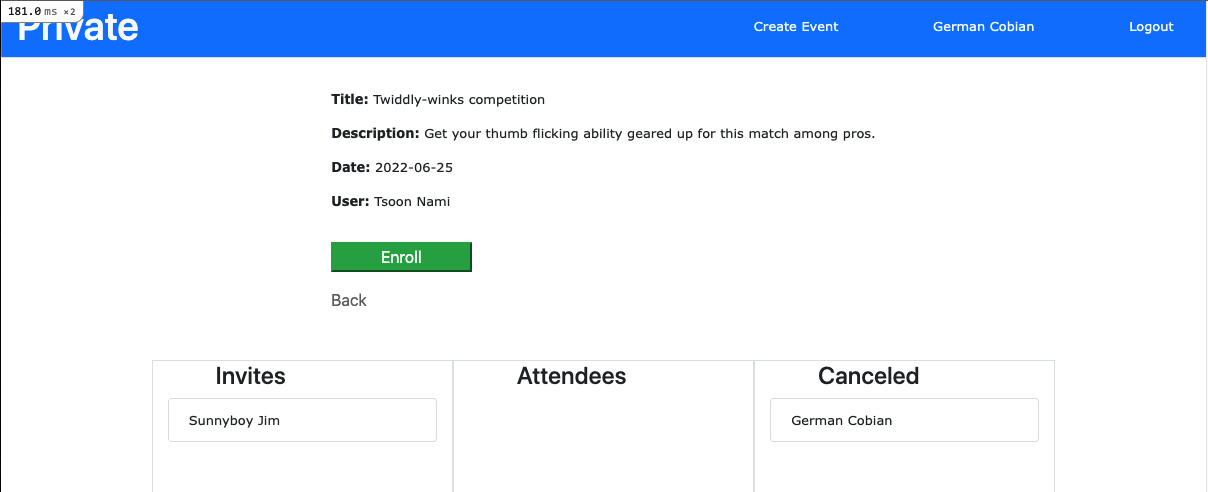 181.0 ms ×2
Private
Create Event
German Cobian
Logout
Title: Twiddly-winks competition
Description: Get your thumb flicking ability geared up for this match among pros.
Date: 2022-06-25
User: Tsoon Nami
Enroll
Back
Invites
Sunnyboy Jim
Attendees
Canceled
German Cobian